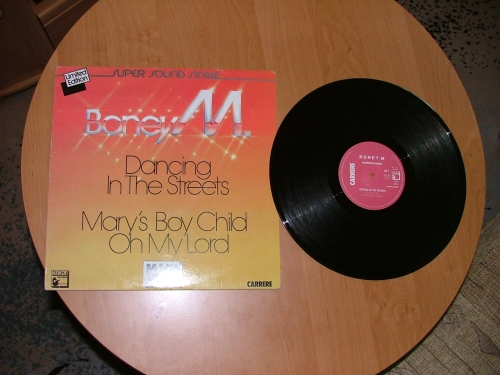 Limited
Edition
SUPER SOUND SINGLE
Boney M.
Dancing
In The Streets
Mary's Boy Child
Oh My Lord
MAXI
CARRERE
BONEY M
CARRERE